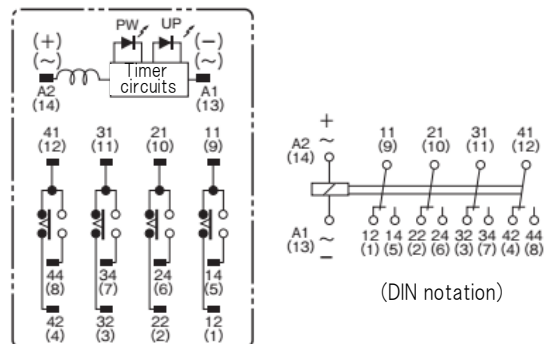 PW UP
(+) (−)
(~) (~)
Timer
circuits
A2 A1
(14) (13)
41 31 21 11
(12) (11) (10) (9)
44 34 24 14
(8) (7) (6) (5)
42 32 22 12
(4) (3) (2) (1)
+
~
A2
(14)
11 21 31 41
(9) (10) (11) (12)
A1
(13) ~
−
12 14 22 24 32 34 42 44
(1) (5) (2) (6) (3) (7) (4) (8)
(DIN notation)